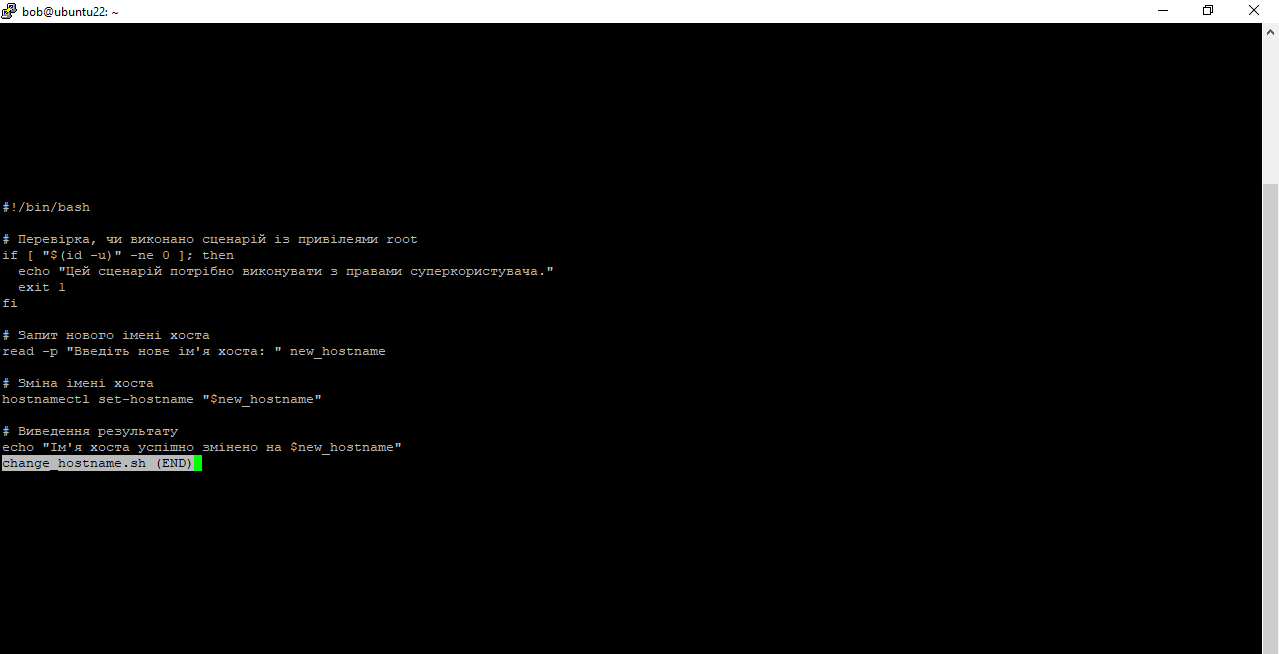 bob@ubuntu22: ~
#!/bin/bash
# Перевірка, чи виконано сценарій із привілеями root
if [ "$(id -u)" -ne 0 ]; then
  echo "Цей сценарій потрібно виконувати з правами суперкористувача."
  exit 1
fi
# Запит нового імені хоста
read -p "Введіть нове ім'я хоста: " new_hostname
# Зміна імені хоста
hostnamectl set-hostname "$new_hostname"
# Виведення результату
echo "Ім'я хоста успішно змінено на $new_hostname"
change_hostname.sh (END)